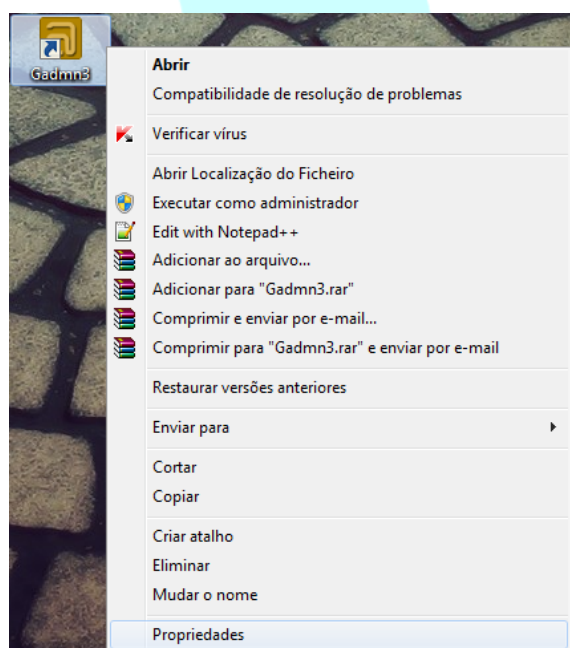 Gadmn3
Abrir
Compatibilidade de resolução de problemas
Verificar vírus
Abrir Localização do Ficheiro
Executar como administrador
Edit with Notepad++
Adicionar ao arquivo...
Adicionar para "Gadmn3.rar"
Comprimir e enviar por e-mail...
Comprimir para "Gadmn3.rar" e enviar por e-mail
Restaurar versões anteriores
Enviar para
Cortar
Copiar
Criar atalho
Eliminar
Mudar o nome
Propriedades